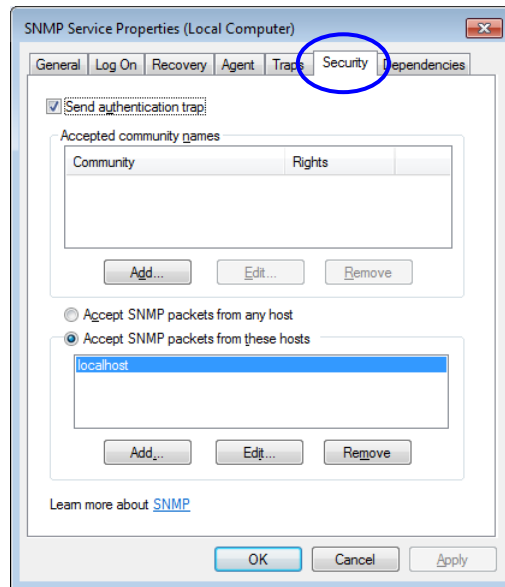 SNMP Service Properties (Local Computer)
General Log On Recovery Agent Traps Security Dependencies
Send authentication trap
Accepted community names
Community Rights
Add... Edit... Remove
Accept SNMP packets from any host
Accept SNMP packets from these hosts
localhost
Add... Edit... Remove
Learn more about SNMP
OK Cancel Apply